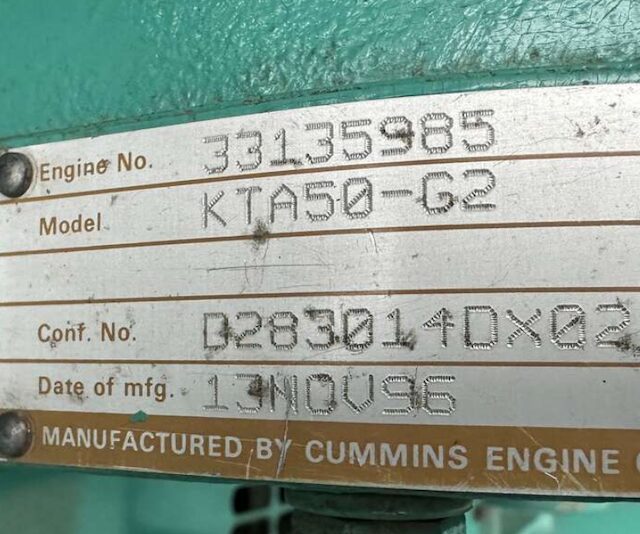 Engine No. 33135985
Model KTA50-G2
Conf. No. D283014DX02
Date of mfg. 13NOV96
MANUFACTURED BY CUMMINS ENGINE